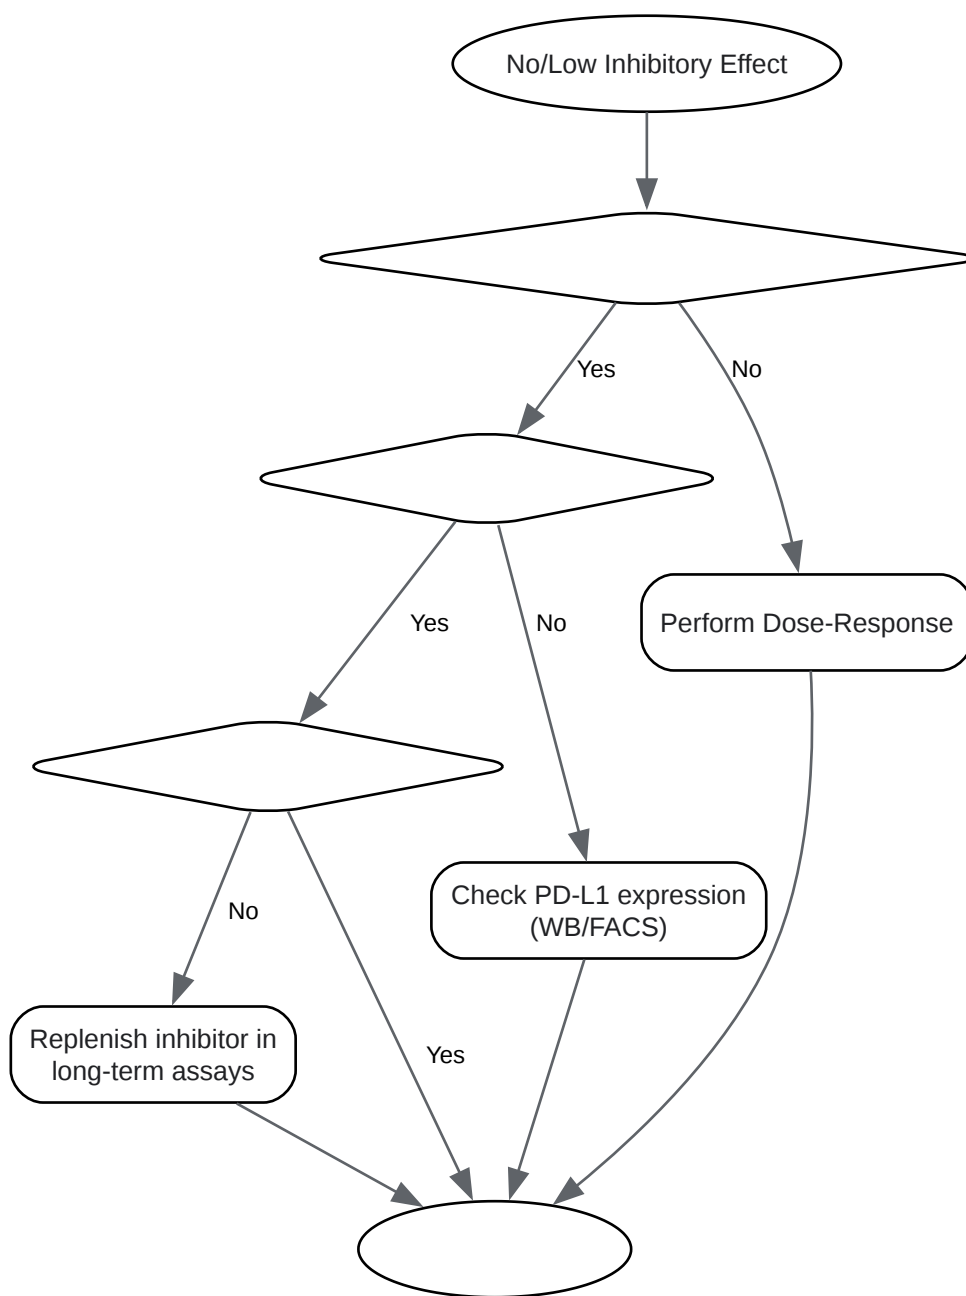 No/Low Inhibitory Effect
Yes
No
Yes
No
Perform Dose-Response
Check PD-L1 expression
(WB/FACS)
No
Replenish inhibitor in
long-term assays
Yes